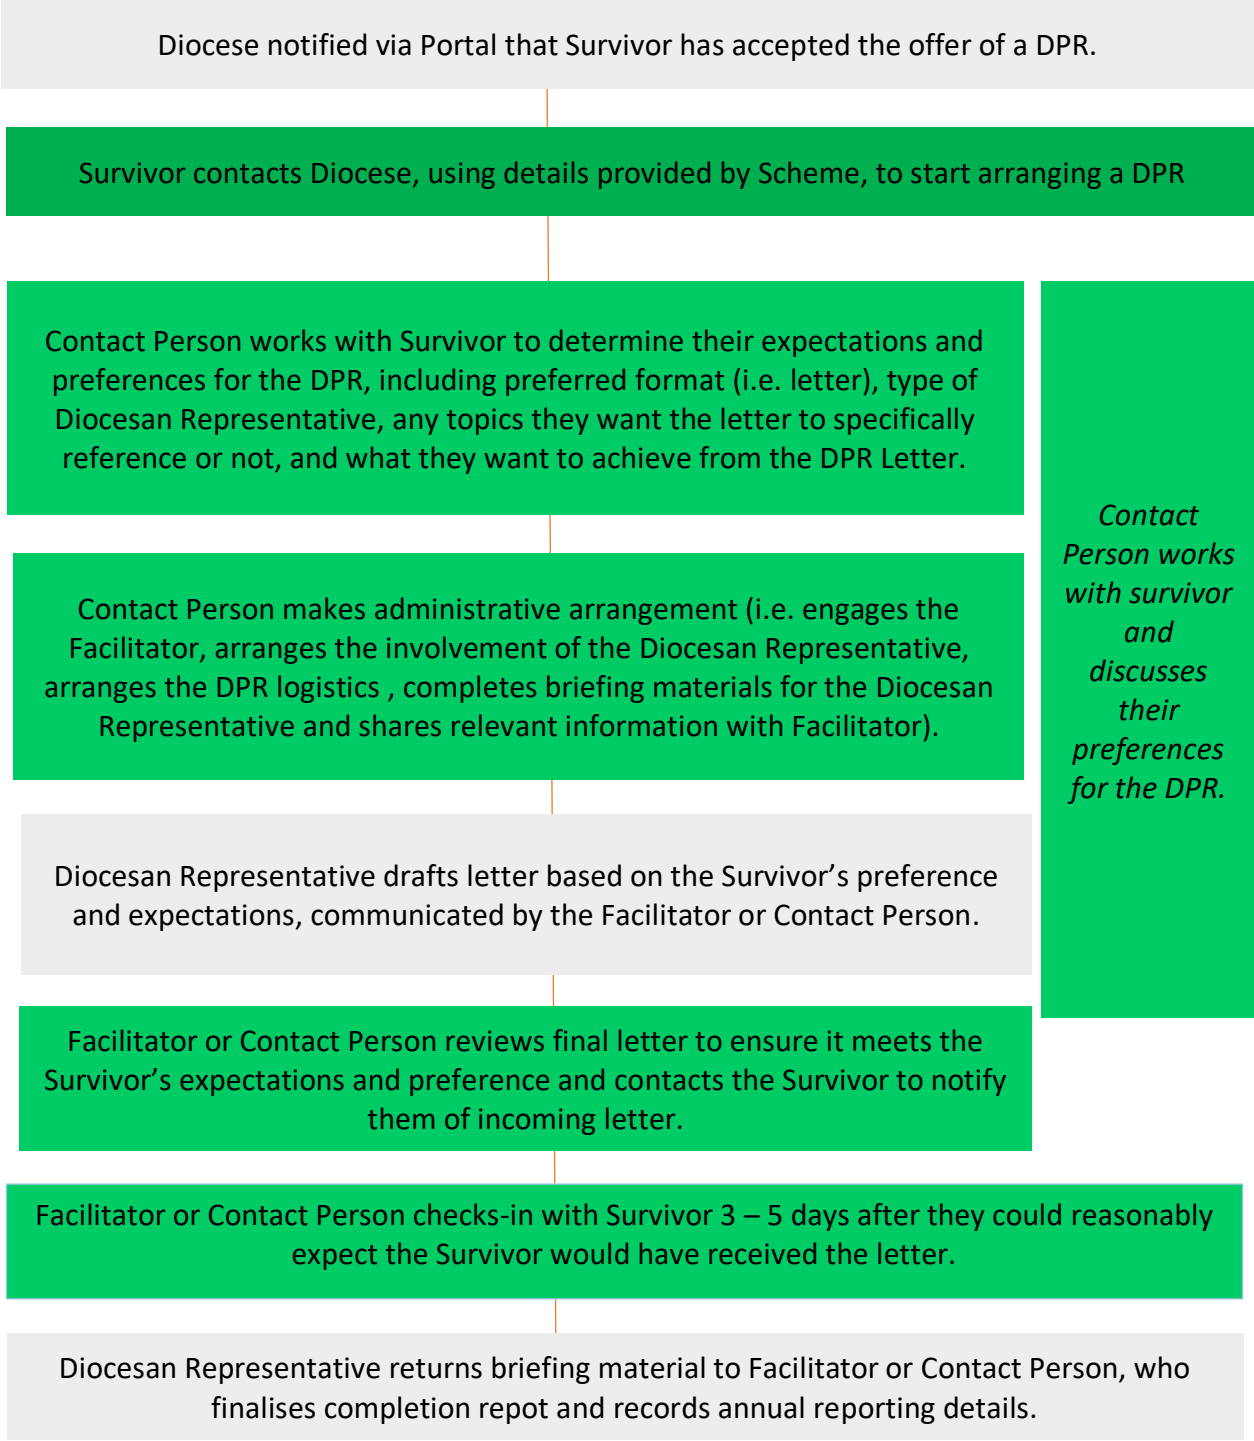 Diocese notified via Portal that Survivor has accepted the offer of a DPR.
Survivor contacts Diocese, using details provided by Scheme, to start arranging a DPR
Contact Person works with Survivor to determine their expectations and
preferences for the DPR, including preferred format (i.e. letter), type of
Diocesan Representative, any topics they want the letter to specifically
reference or not, and what they want to achieve from the DPR Letter.
Contact Person makes administrative arrangement (i.e. engages the
Facilitator, arranges the involvement of the Diocesan Representative,
arranges the DPR logistics , completes briefing materials for the Diocesan
Representative and shares relevant information with Facilitator).
Contact
Person works
with survivor
and
discusses
their
preferences
for the DPR.
Diocesan Representative drafts letter based on the Survivor’s preference
and expectations, communicated by the Facilitator or Contact Person.
Facilitator or Contact Person reviews final letter to ensure it meets the
Survivor’s expectations and preference and contacts the Survivor to notify
them of incoming letter.
Facilitator or Contact Person checks-in with Survivor 3 – 5 days after they could reasonably
expect the Survivor would have received the letter.
Diocesan Representative returns briefing material to Facilitator or Contact Person, who
finalises completion repot and records annual reporting details.